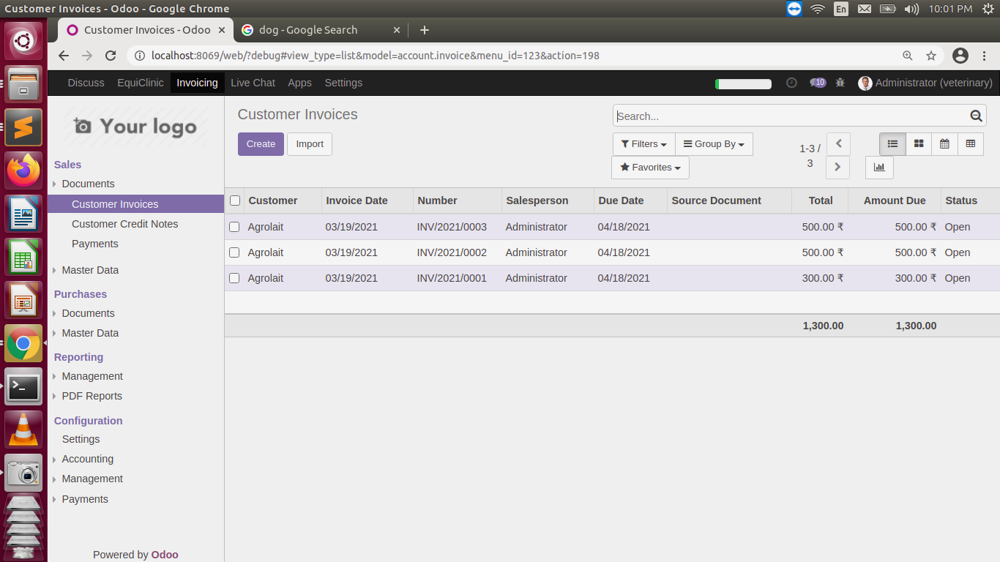 Customer Invoices - Odoo - Google Chrome
En
10:01 PM
Customer Invoices - Odoo
dog - Google Search
localhost:8069/web/?debug#view_type=list&model=account.invoice&menu_id=123&action=198
Discuss EquiClinic Invoicing Live Chat Apps Settings
10
Administrator (veterinary)
Your logo
Sales
Documents
Customer Invoices
Customer Credit Notes
Payments
Master Data
Purchases
Documents
Master Data
Reporting
Management
PDF Reports
Configuration
Settings
Accounting
Management
Payments
Powered by Odoo
Customer Invoices
Search...
Create Import
Filters Group By
Favorites
1-3 /
3
Customer Invoice Date Number Salesperson Due Date Source Document Total Amount Due Status
Agrolait 03/19/2021 INV/2021/0003 Administrator 04/18/2021 500.00 ₹ 500.00 ₹ Open
Agrolait 03/19/2021 INV/2021/0002 Administrator 04/18/2021 500.00 ₹ 500.00 ₹ Open
Agrolait 03/19/2021 INV/2021/0001 Administrator 04/18/2021 300.00 ₹ 300.00 ₹ Open
1,300.00 1,300.00